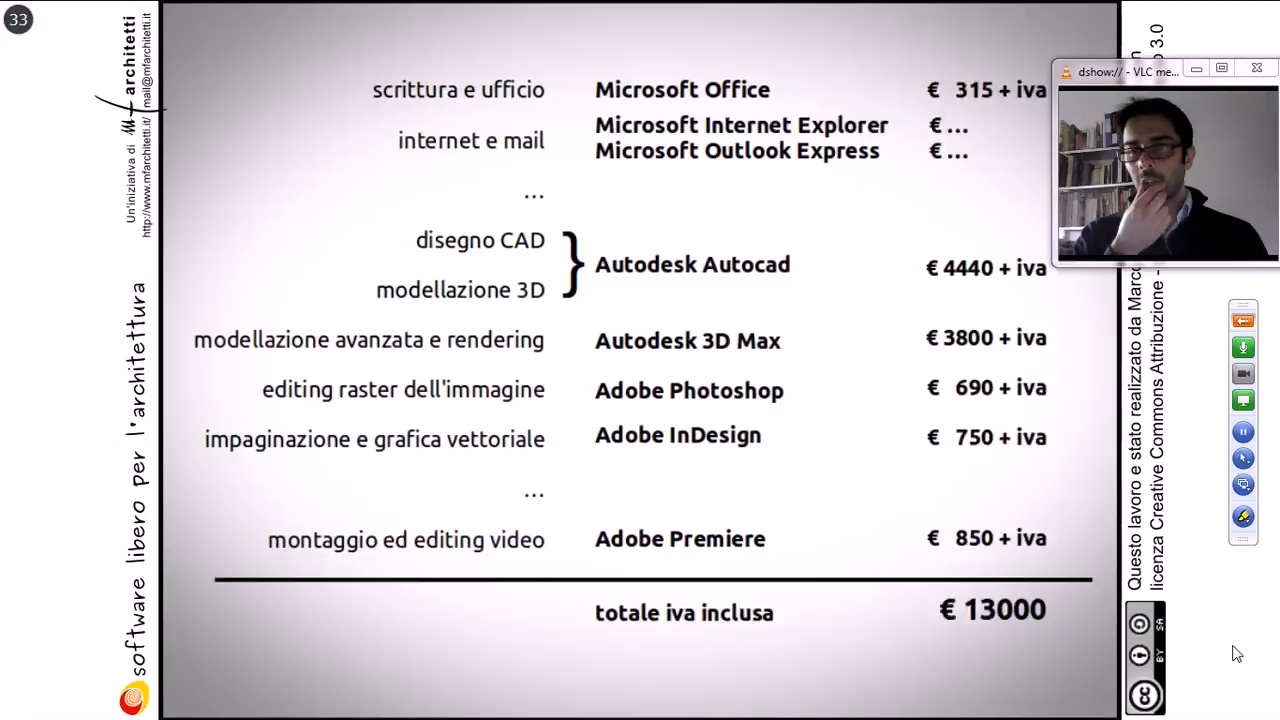 33
Un'iniziativa di M architetti
http://www.mfarchitetti.it/ mail@mfarchitetti.it
software libero per l'architettura
scrittura e ufficio Microsoft Office € 315 + iva
internet e mail Microsoft Internet Explorer € ...
Microsoft Outlook Express € ...
...
disegno CAD
} Autodesk Autocad € 4440 + iva
modellazione 3D
modellazione avanzata e rendering Autodesk 3D Max € 3800 + iva
editing raster dell'immagine Adobe Photoshop € 690 + iva
impaginazione e grafica vettoriale Adobe InDesign € 750 + iva
...
montaggio ed editing video Adobe Premiere € 850 + iva
totale iva inclusa € 13000
dshow:// - VLC me...
Questo lavoro e stato realizzato da Marco
licenza Creative Commons Attribuzione - 3.0
cc BY SA